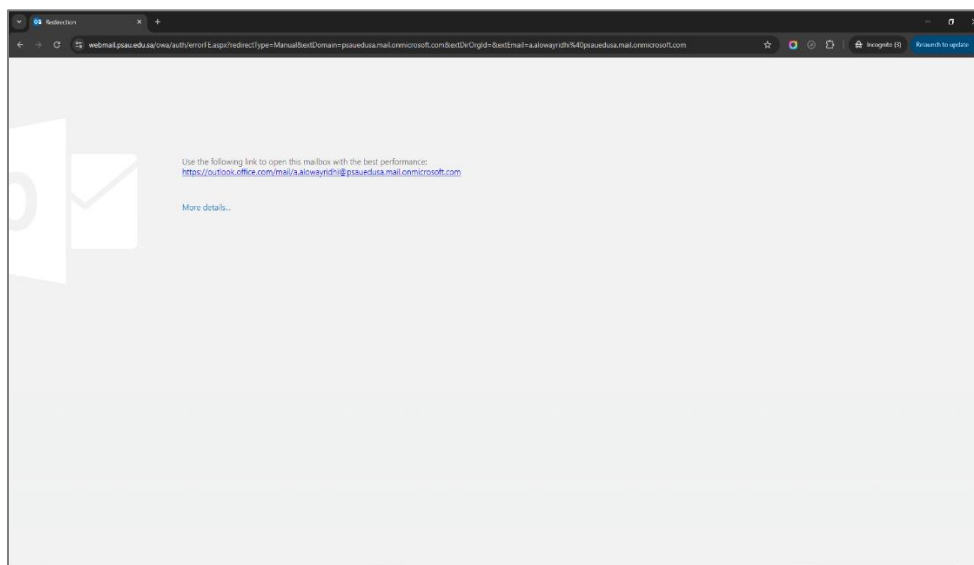 Redirection
webmail.psau.edu.sa/owa/auth/errorFE.aspx?redirectType=Manual&extDomain=psauedusa.mail.onmicrosoft.com&extDirOrgId=&extEmail=a.alowayridhi%40psauedusa.mail.onmicrosoft.com
Incognito (3)
Relaunch to update
Use the following link to open this mailbox with the best performance:
https://outlook.office.com/mail/a.alowayridhi@psauedusa.mail.onmicrosoft.com
More details...